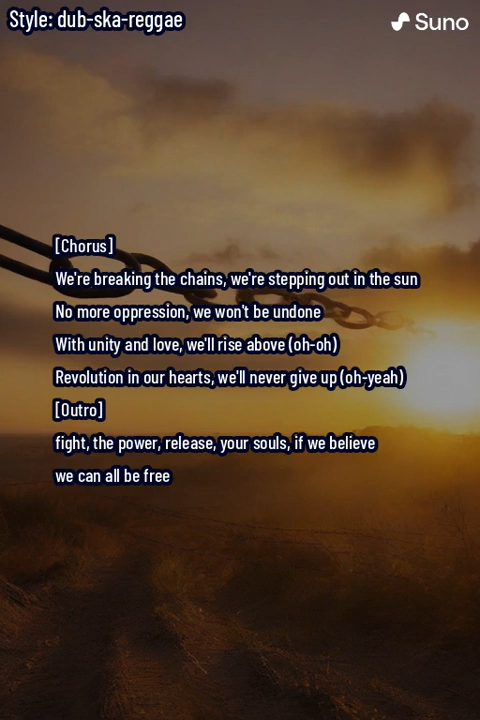 Style: dub-ska-reggae
Suno
[Chorus]
We're breaking the chains, we're stepping out in the sun
No more oppression, we won't be undone
With unity and love, we'll rise above (oh-oh)
Revolution in our hearts, we'll never give up (oh-yeah)
[Outro]
fight, the power, release, your souls, if we believe
we can all be free